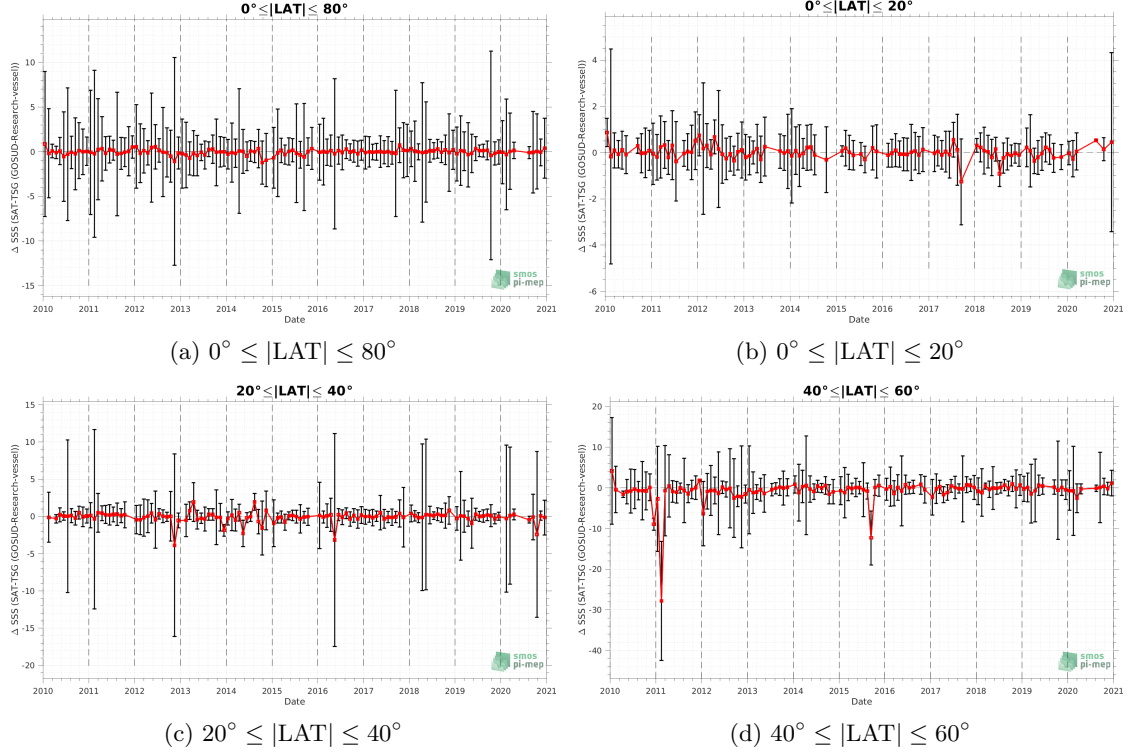 0°≤|LAT|≤ 80°
Δ SSS (SAT-TSG (GOSUD-Research-vessel))
10
5
0
-5
-10
-15
2010 2011 2012 2013 2014 2015 2016 2017 2018 2019 2020 2021
Date
smos
pi-mep
(a) 0° ≤ |LAT| ≤ 80°
0°≤|LAT|≤ 20°
Δ SSS (SAT-TSG (GOSUD-Research-vessel))
4
2
0
-2
-4
-6
2010 2011 2012 2013 2014 2015 2016 2017 2018 2019 2020 2021
Date
smos
pi-mep
(b) 0° ≤ |LAT| ≤ 20°
20°≤|LAT|≤ 40°
Δ SSS (SAT-TSG (GOSUD-Research-vessel))
15
10
5
0
-5
-10
-15
-20
2010 2011 2012 2013 2014 2015 2016 2017 2018 2019 2020 2021
Date
smos
pi-mep
(c) 20° ≤ |LAT| ≤ 40°
40°≤|LAT|≤ 60°
Δ SSS (SAT-TSG (GOSUD-Research-vessel))
20
10
0
-10
-20
-30
-40
2010 2011 2012 2013 2014 2015 2016 2017 2018 2019 2020 2021
Date
smos
pi-mep
(d) 40° ≤ |LAT| ≤ 60°